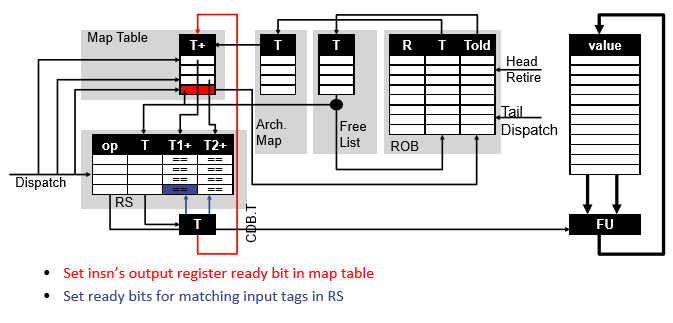 Map Table
T+
T
T
R T Told
value
Head
Retire
Tail
Dispatch
Arch.
Map
Free
List
ROB
op T T1+ T2+
== ==
== ==
== ==
== ==
Dispatch
RS
CDB.T
T
FU
• Set insn's output register ready bit in map table
• Set ready bits for matching input tags in RS